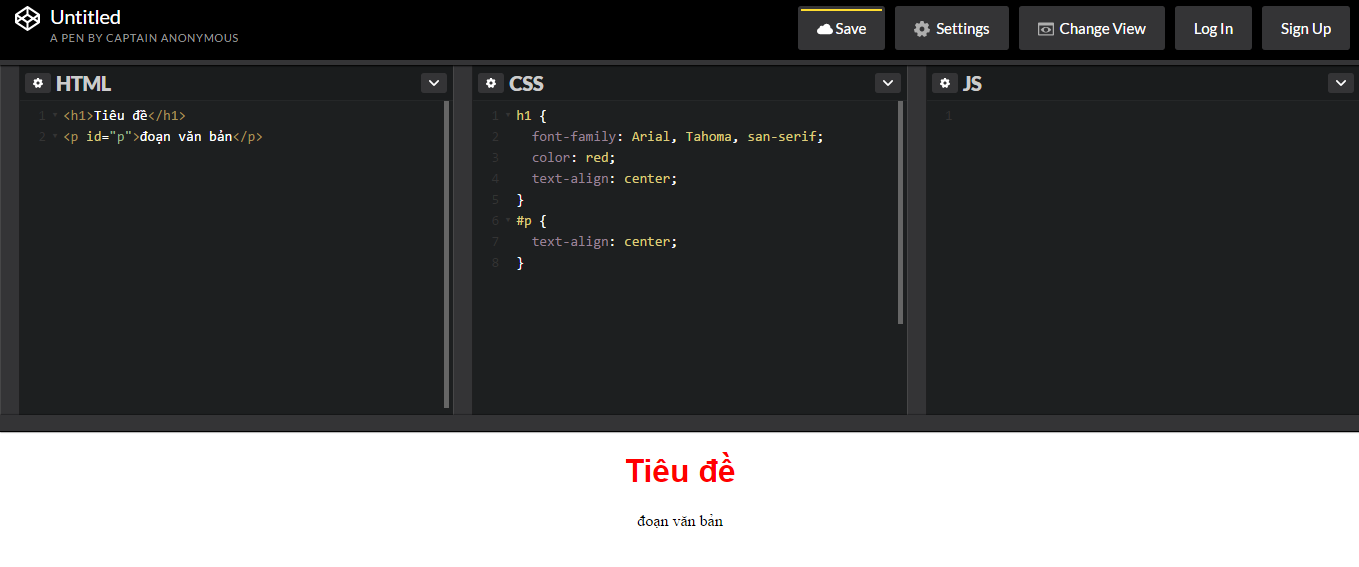 Untitled
A PEN BY CAPTAIN ANONYMOUS
Save
Settings
Change View
Log In
Sign Up
HTML
1 <h1>Tiêu đề</h1>
2 <p id="p">đoạn văn bản</p>
CSS
1 h1 {
2 font-family: Arial, Tahoma, san-serif;
3 color: red;
4 text-align: center;
5 }
6 #p {
7 text-align: center;
8 }
JS
1
Tiêu đề
đoạn văn bản